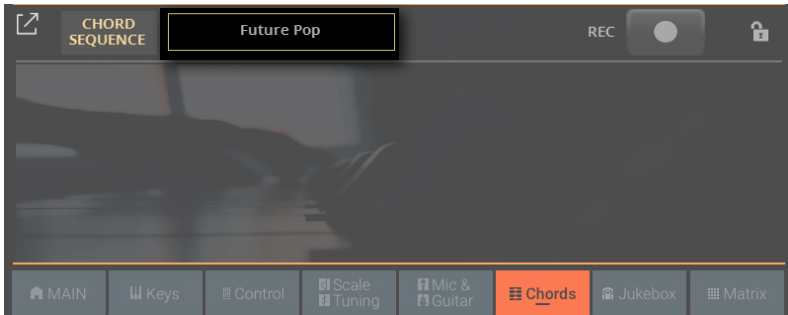 CHORD
SEQUENCE
Future Pop
REC
MAIN
Keys
Control
Scale
Tuning
Mic &
Guitar
Chords
Jukebox
Matrix